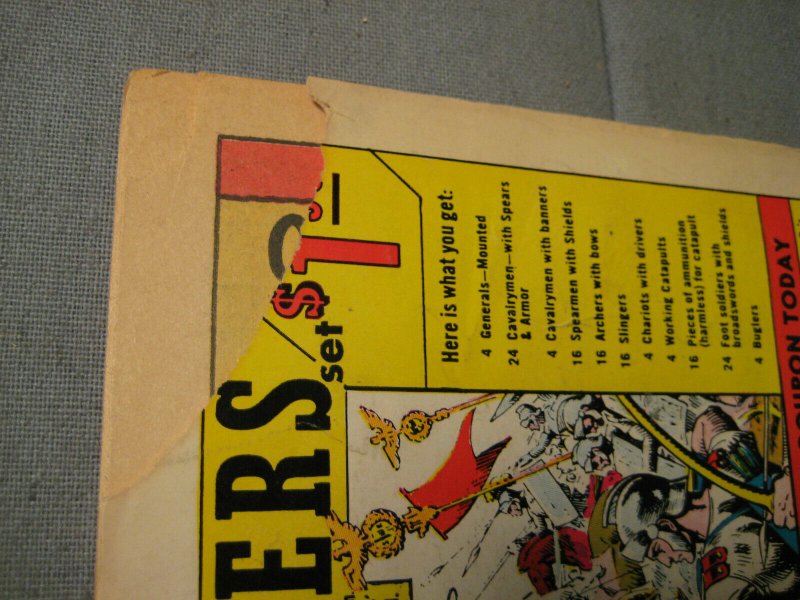 $1
set
ERS
Here is what you get:
4 Generals—Mounted
24 Cavalrymen—with Spears
& Armor
4 Cavalrymen with banners
16 Spearmen with Shields
16 Archers with bows
16 Slingers
4 Chariots with drivers
4 Working Catapults
16 Pieces of ammunition
(harmless) for catapult
24 Foot soldiers with
broadswords and shields
4 Buglers
OUPON TODAY